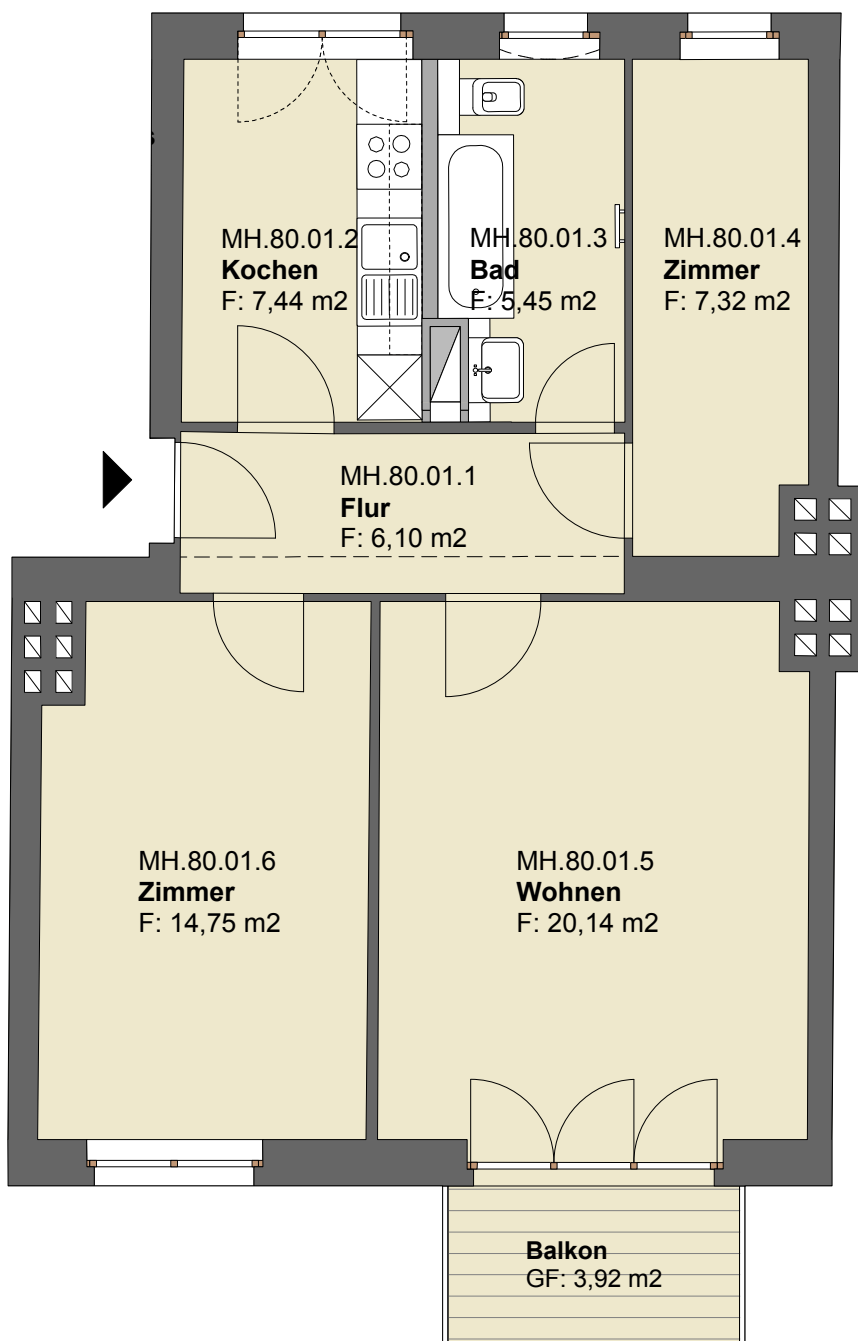 MH.80.01.2
Kochen
F: 7,44 m2
MH.80.01.3
Bad
F: 5,45 m2
MH.80.01.4
Zimmer
F: 7,32 m2
MH.80.01.1
Flur
F: 6,10 m2
MH.80.01.6
Zimmer
F: 14,75 m2
MH.80.01.5
Wohnen
F: 20,14 m2
Balkon
GF: 3,92 m2